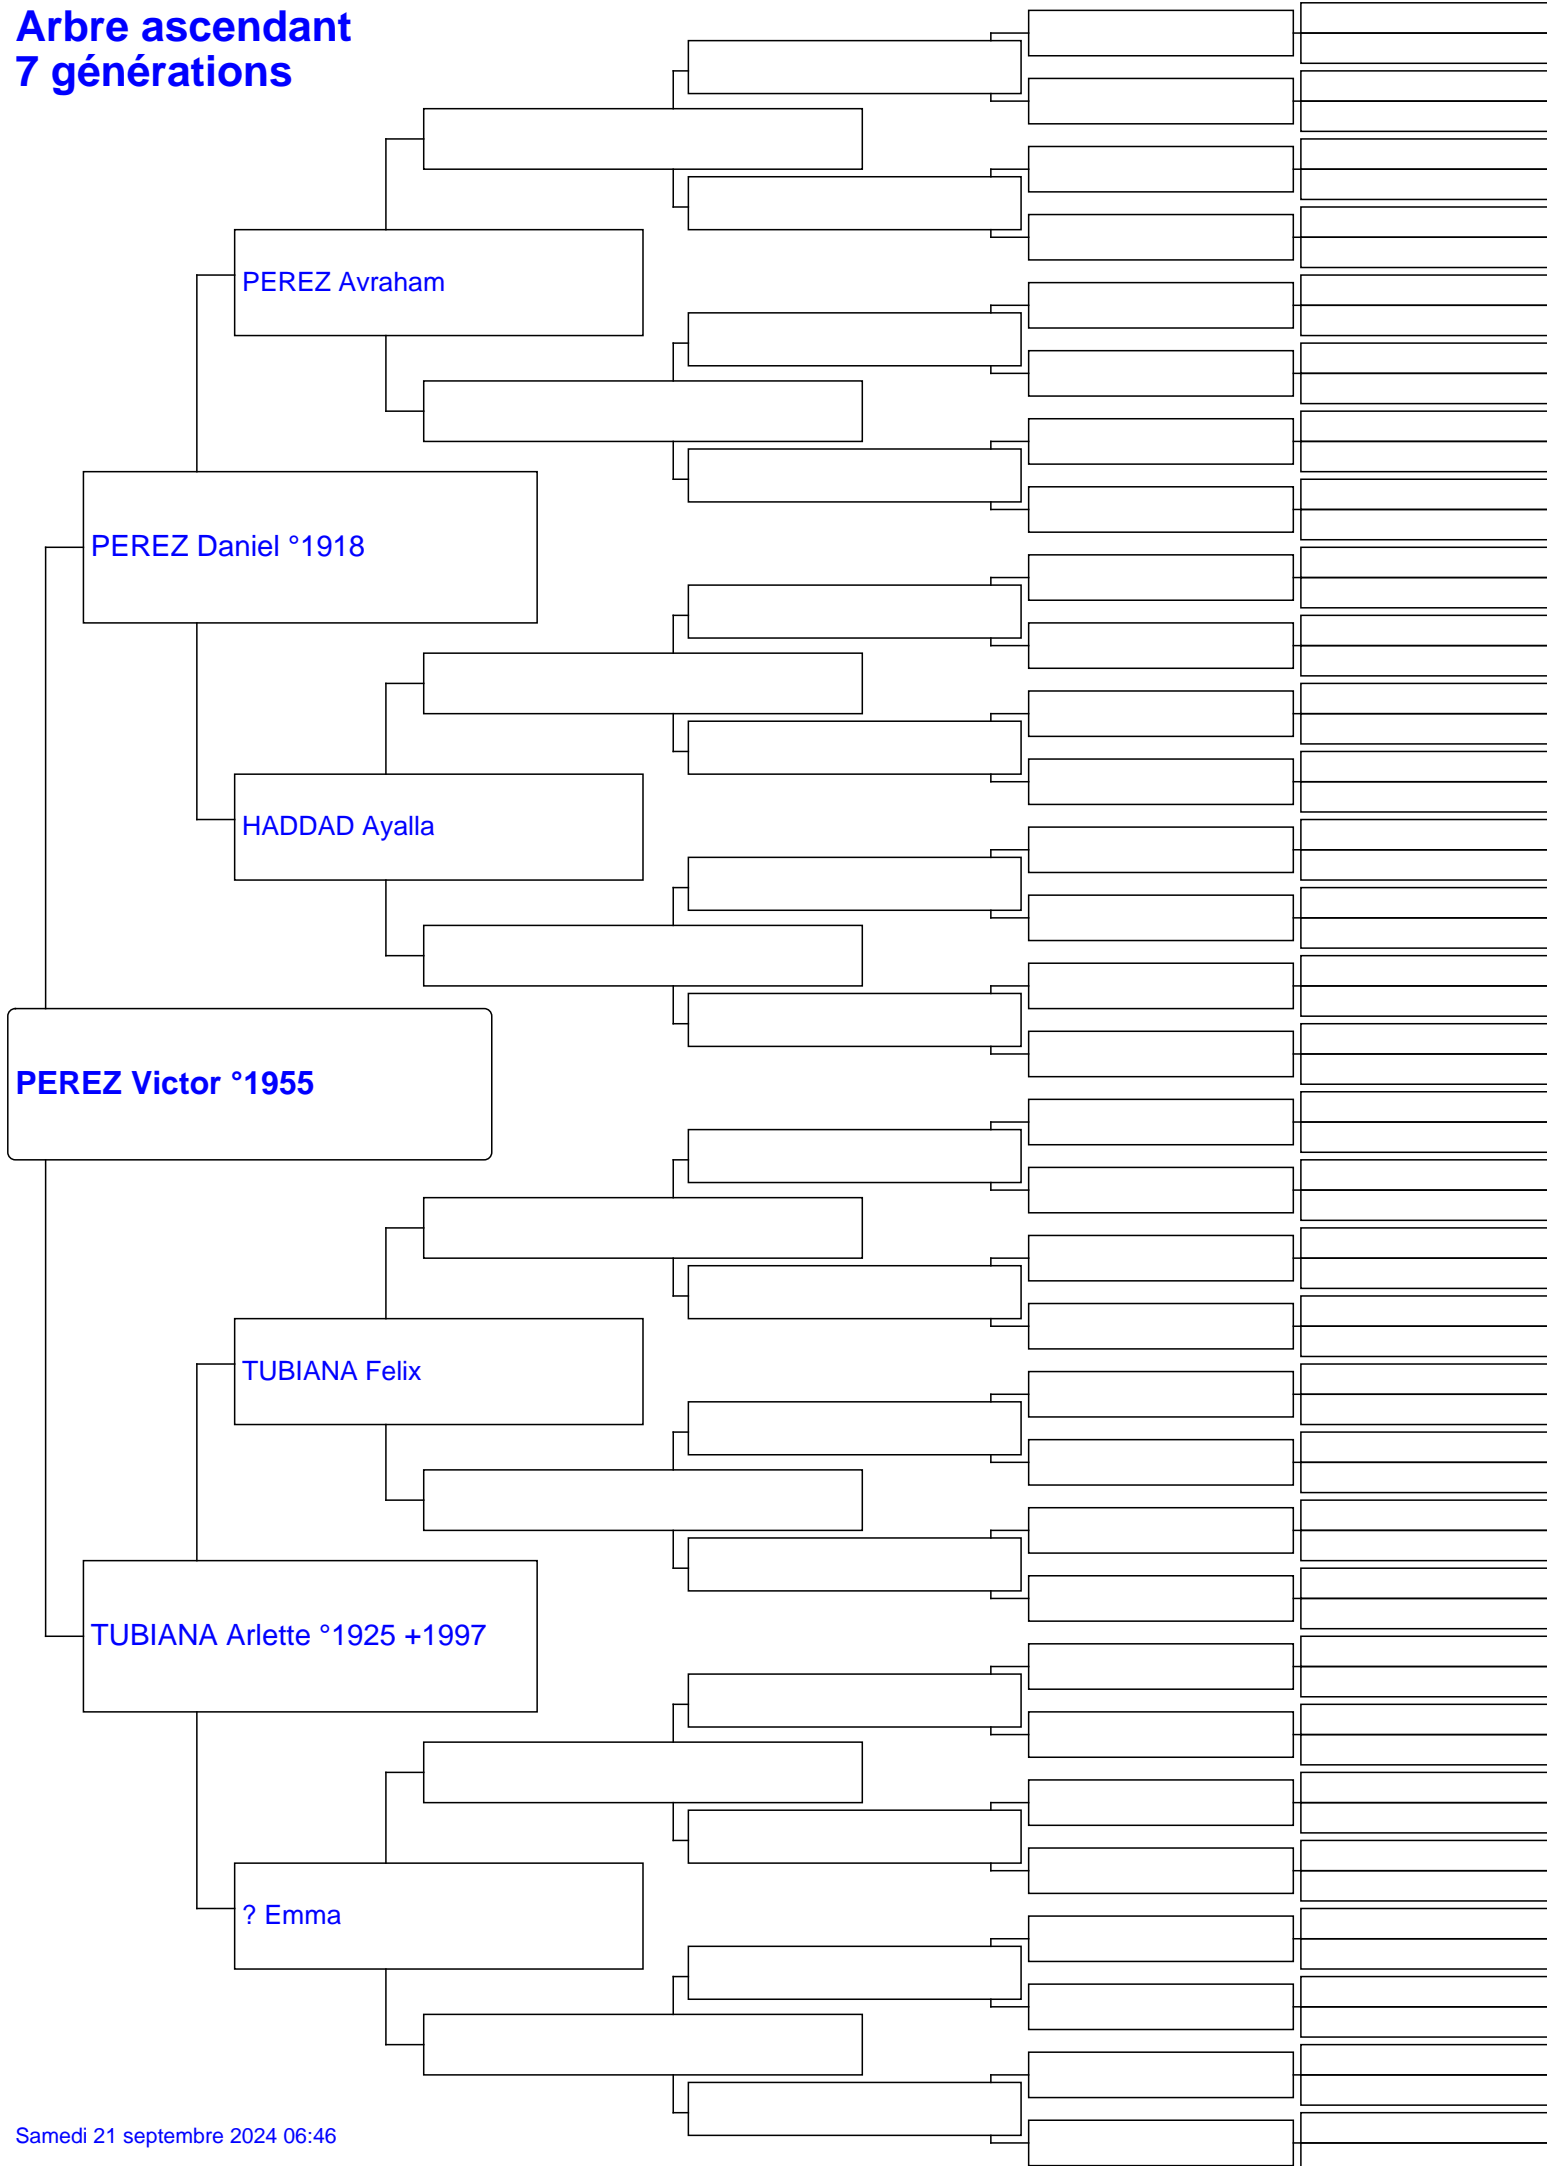 Arbre ascendant
7 générations
PEREZ Avraham
PEREZ Daniel °1918
HADDAD Ayalla
PEREZ Victor °1955
TUBIANA Felix
TUBIANA Arlette °1925 +1997
? Emma
Samedi 21 septembre 2024 06:46